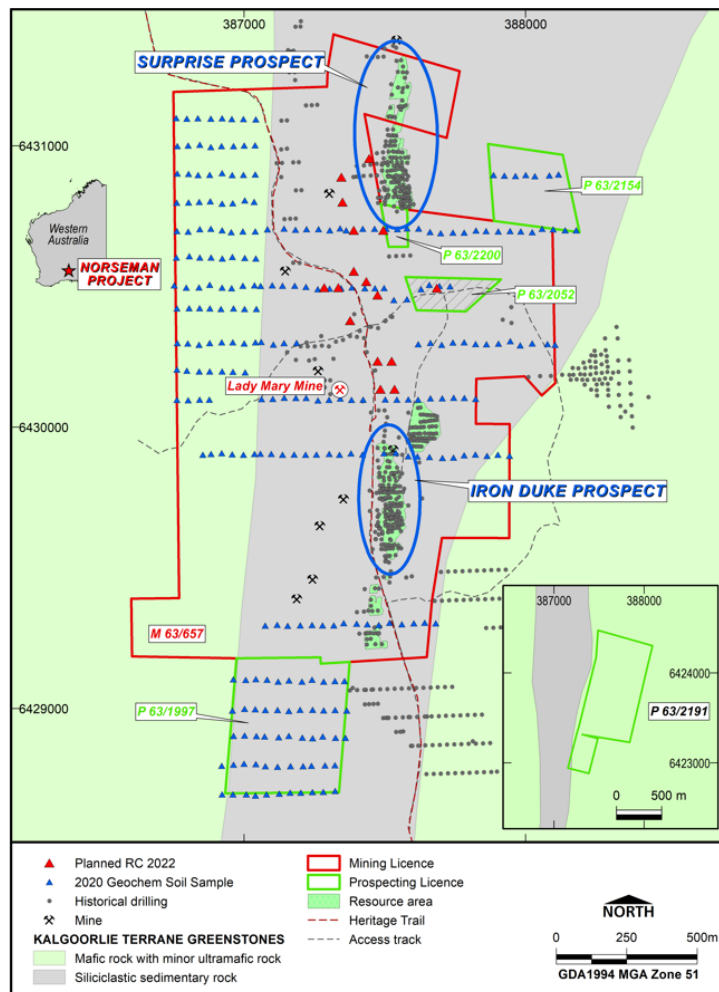 387000
388000
SURPRISE PROSPECT
6431000
P 63/2154
Western
Australia
P 63/2200
NORSEMAN
PROJECT
P 63/2052
Lady Mary Mine
6430000
IRON DUKE PROSPECT
M 63/657
387000
388000
6424000
P 63/1997
P 63/2191
6429000
6423000
0
500 m
Planned RC 2022
2020 Geochem Soil Sample
Historical drilling
Mine
KALGOORLIE TERRANE GREENSTONES
Mafic rock with minor ultramafic rock
Siliciclastic sedimentary rock
Mining Licence
Prospecting Licence
Resource area
Heritage Trail
Access track
NORTH
0 250 500m
GDA1994 MGA Zone 51